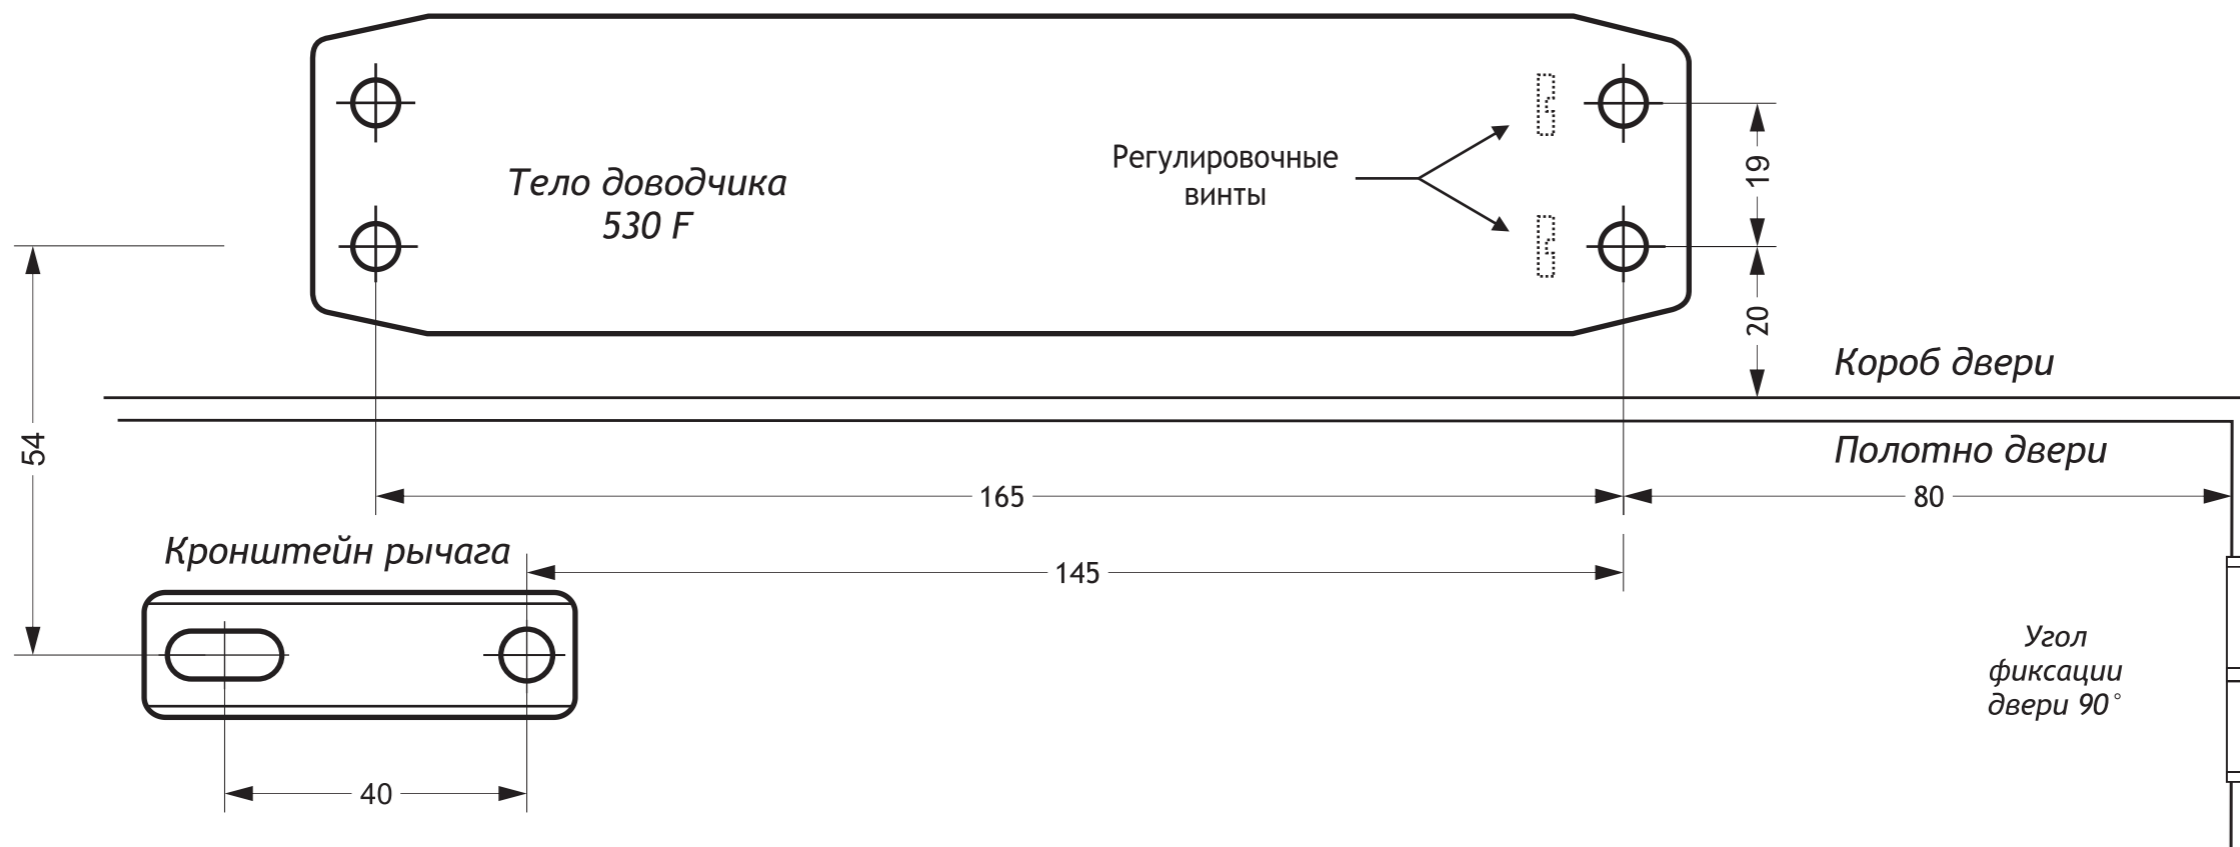 Тело доводчика
530 F
Регулировочные
винты
19
20
Короб двери
54
Полотно двери
165
80
Кронштейн рычага
145
Угол
фиксации
двери 90°
40